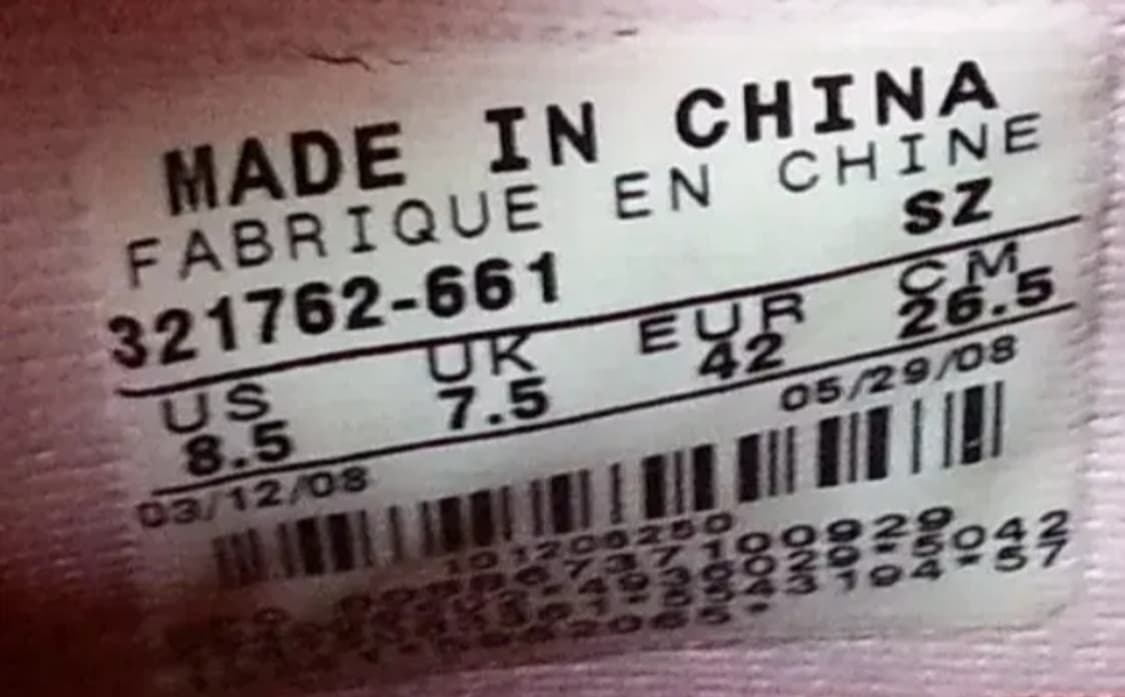 MADE IN CHINA
FABRIQUE EN CHINE
321762-661 SZ
US UK EUR CM
8.5 7.5 42 26.5
03/12/08 05/29/08